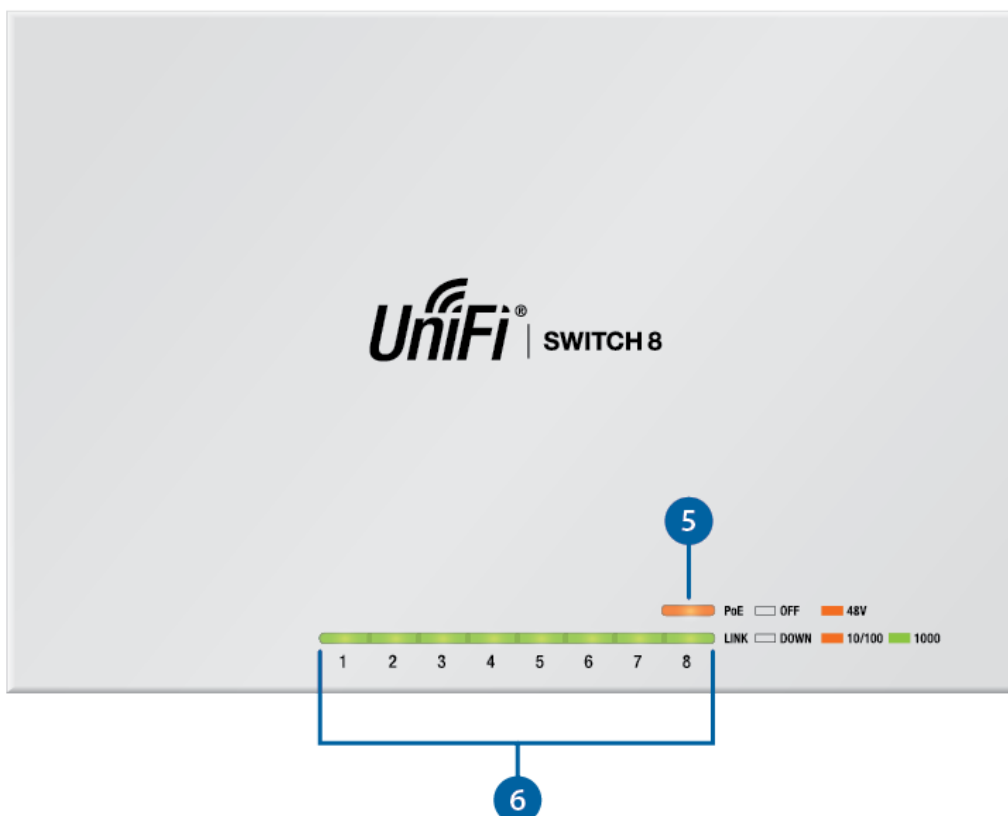 UniFi® | SWITCH 8
5
PoE OFF 48V
LINK DOWN 10/100 1000
1 2 3 4 5 6 7 8
6